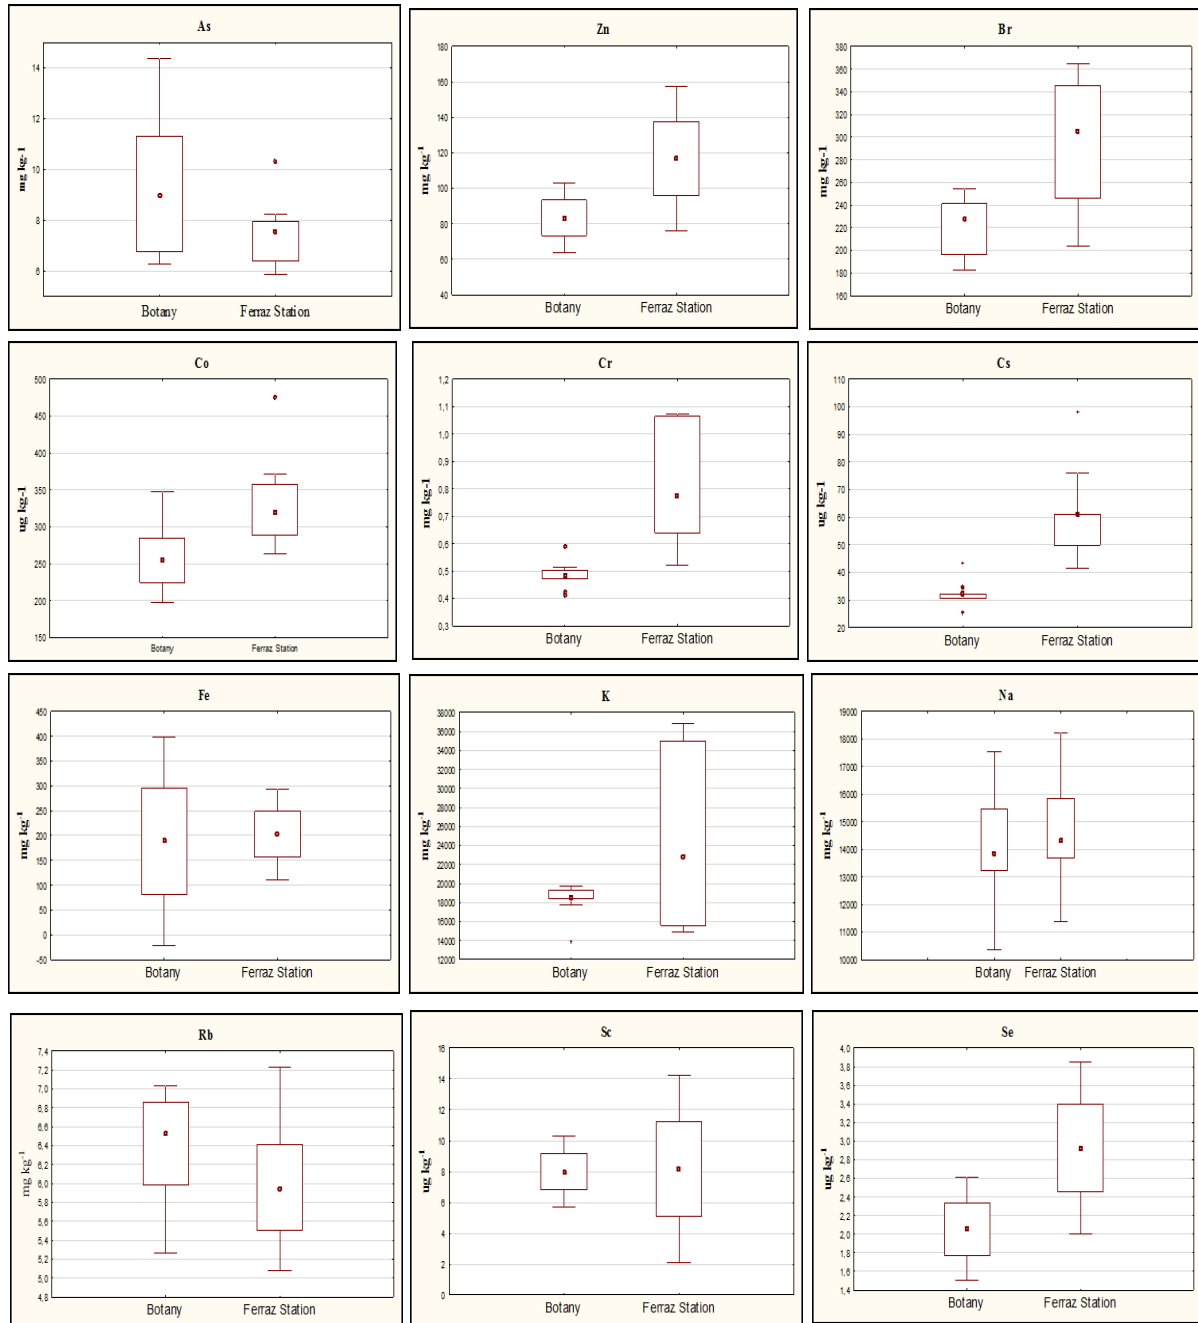 As
mg kg-1
14
12
10
8
6
Botany
Ferraz Station
Zn
mg kg-1
180
160
140
120
100
80
60
40
Botany
Ferraz Station
Br
mg kg-1
380
360
340
320
300
280
260
240
220
200
180
160
Botany
Ferraz Station
Co
ug kg-1
500
450
400
350
300
250
200
150
Botany
Ferraz Station
Cr
mg kg-1
1,2
1,1
1,0
0,9
0,8
0,7
0,6
0,5
0,4
0,3
Botany
Ferraz Station
Cs
ug kg-1
110
100
90
80
70
60
50
40
30
20
Botany
Ferraz Station
Fe
mg kg-1
450
400
350
300
250
200
150
100
50
0
-50
Botany
Ferraz Station
K
mg kg-1
38000
36000
34000
32000
30000
28000
26000
24000
22000
20000
18000
16000
14000
12000
Botany
Ferraz Station
Na
mg kg-1
19000
18000
17000
16000
15000
14000
13000
12000
11000
10000
Botany
Ferraz Station
Rb
mg kg-1
7,4
7,2
7,0
6,8
6,6
6,4
6,2
6,0
5,8
5,6
5,4
5,2
5,0
4,8
Botany
Ferraz Station
Sc
ug kg-1
16
14
12
10
8
6
4
2
0
Botany
Ferraz Station
Se
ug kg-1
4,0
3,8
3,6
3,4
3,2
3,0
2,8
2,6
2,4
2,2
2,0
1,8
1,6
1,4
Botany
Ferraz Station